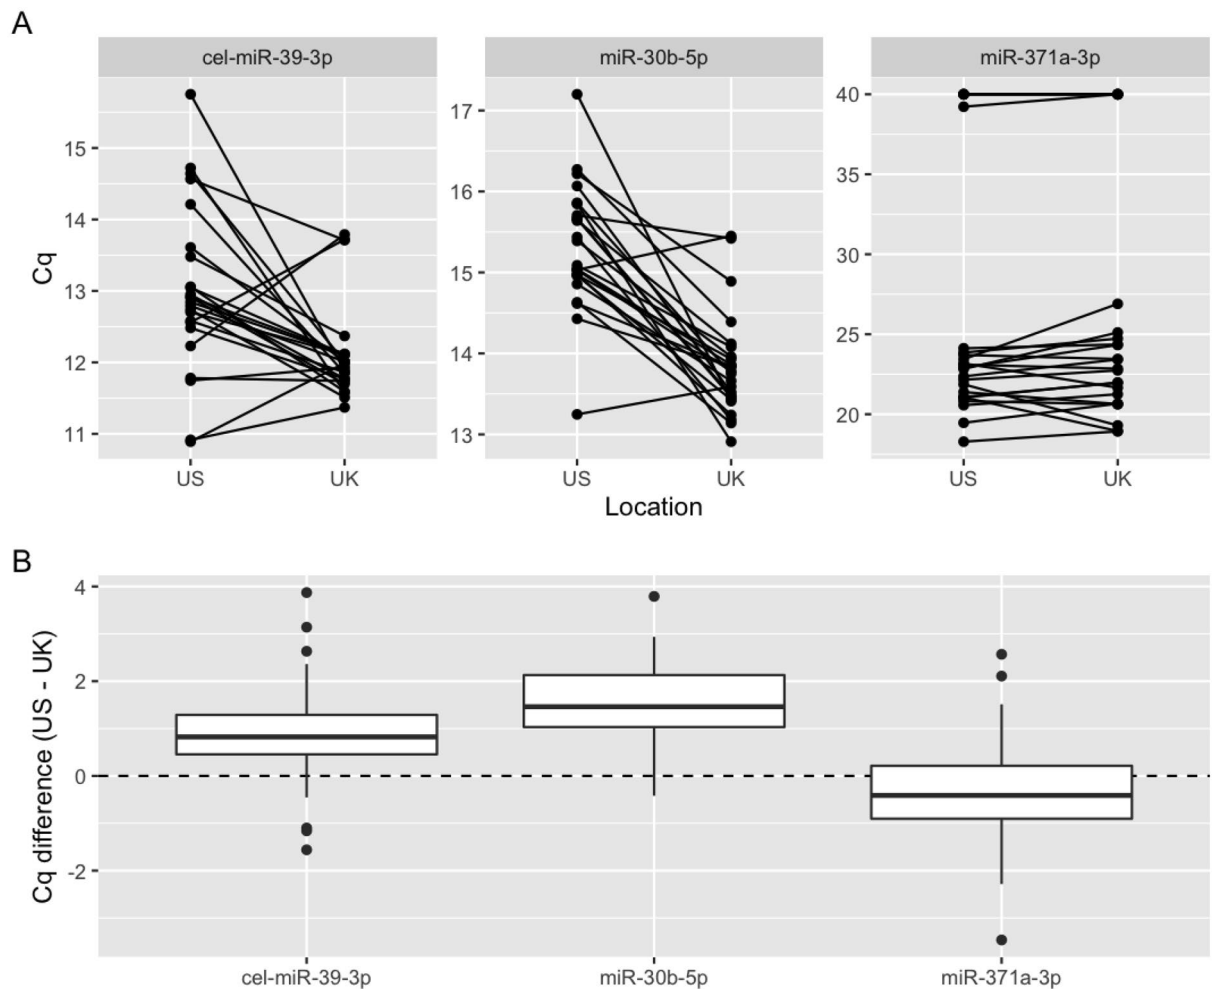 A
cel-miR-39-3p
miR-30b-5p
miR-371a-3p
Cq
15
14
13
12
11
17
16
15
14
13
40
35
30
25
20
US
UK
US
UK
US
UK
Location
B
Cq difference (US - UK)
4
2
0
-2
cel-miR-39-3p
miR-30b-5p
miR-371a-3p